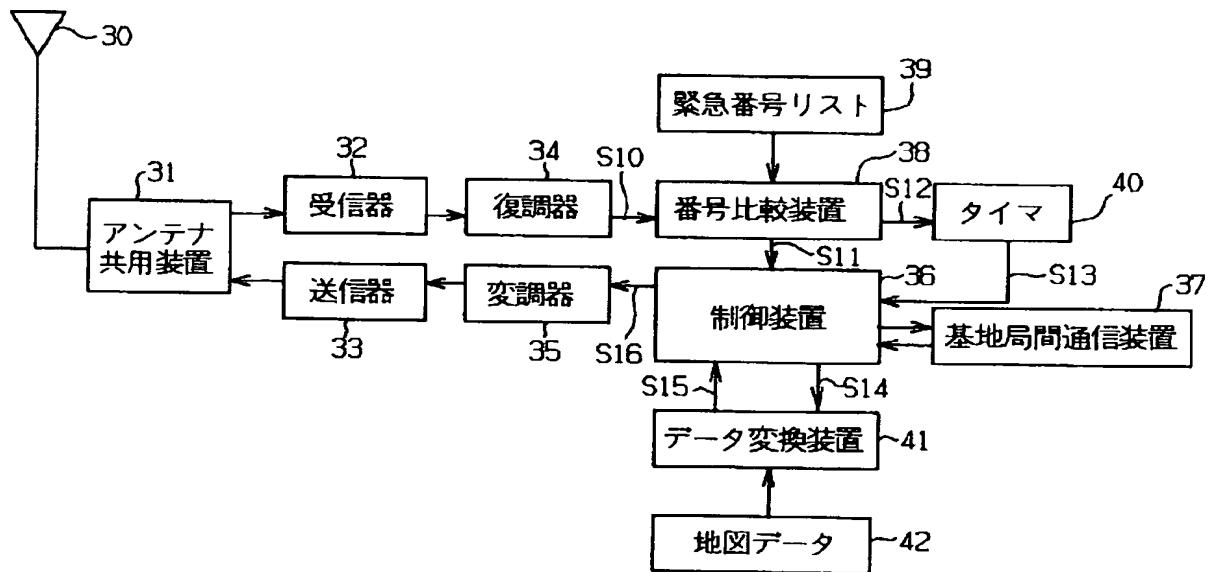 30
39
緊急番号リスト
31
32
34
S10
38
S12
40
アンテナ
共用装置
受信器
復調器
番号比較装置
タイマ
S11
36
S13
37
送信器
変調器
制御装置
基地局間通信装置
33
35
S16
S15
S14
データ変換装置
41
地図データ
42